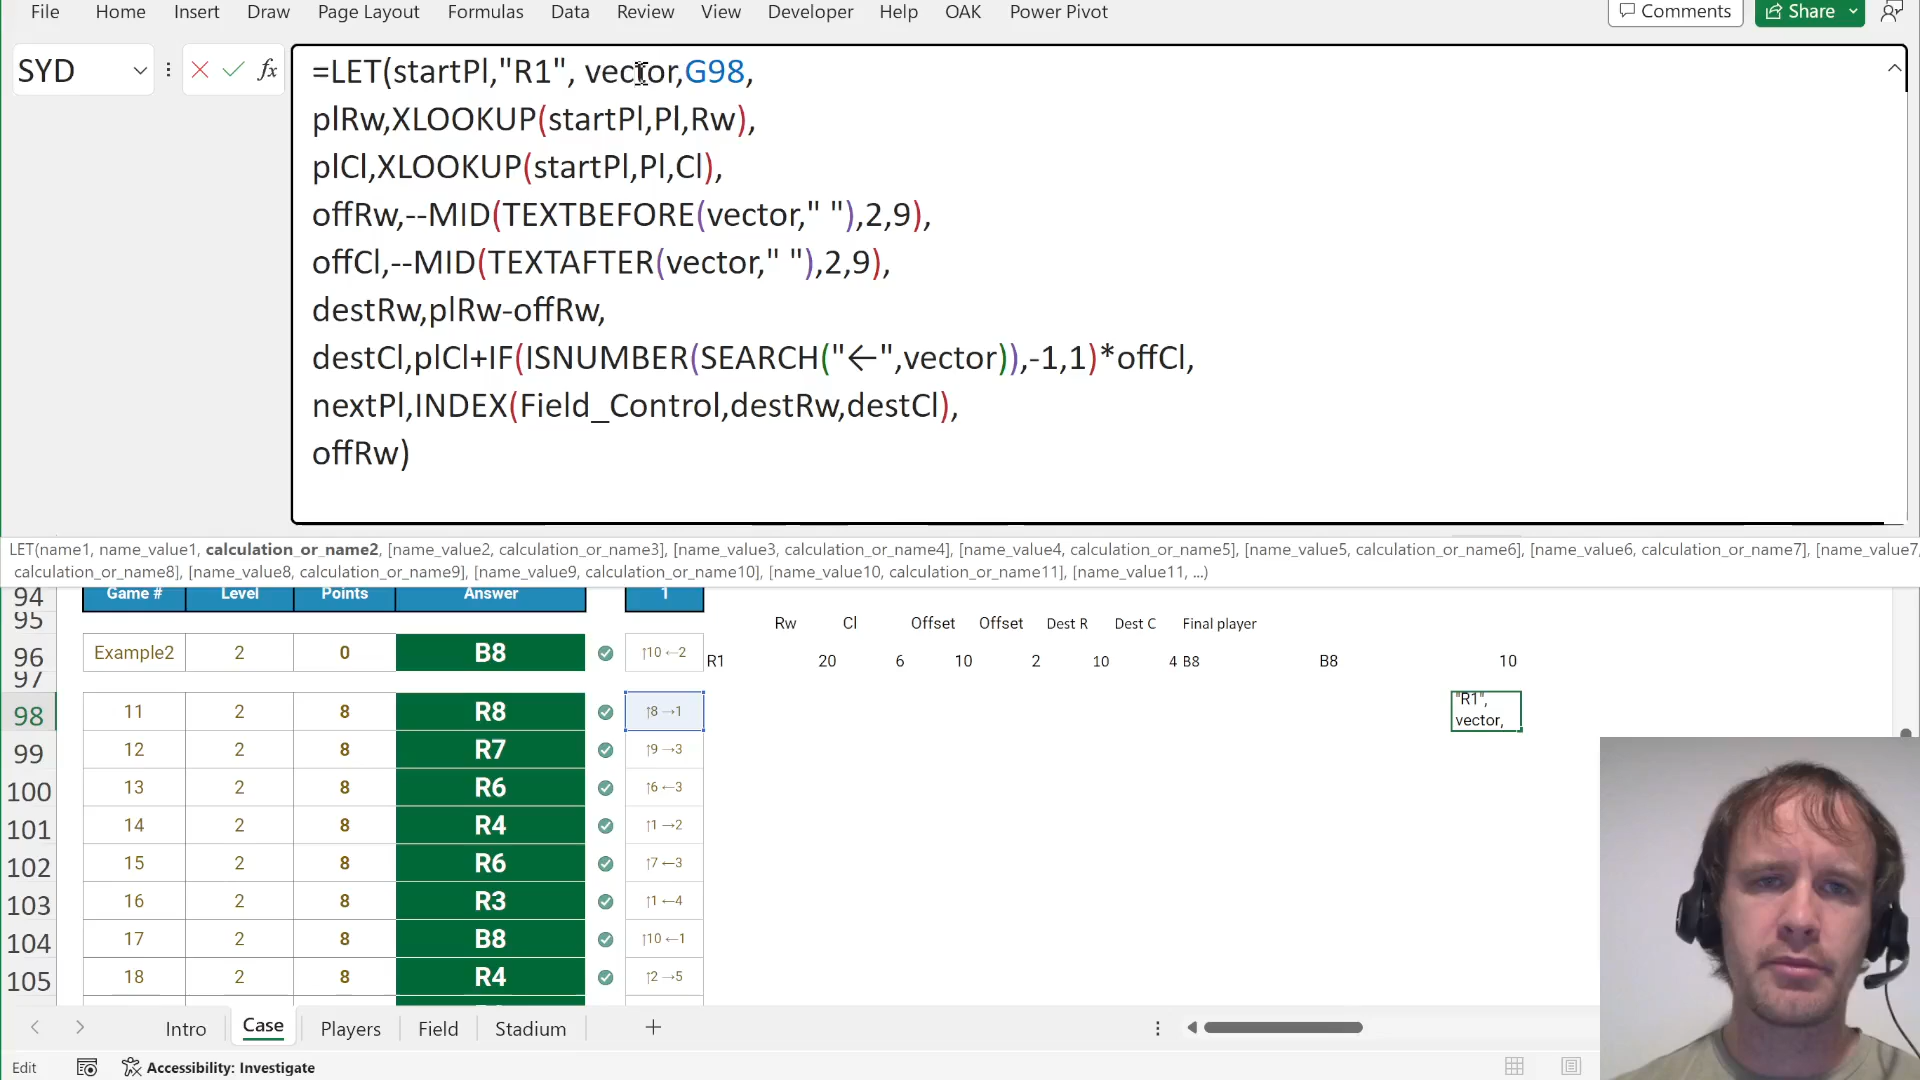 File Home Insert Draw Page Layout Formulas Data Review View Developer Help OAK Power Pivot Comments Share
SYD
fx
=LET(startPl,"R1", vector,G98,
plRw,XLOOKUP(startPl,Pl,Rw),
plCl,XLOOKUP(startPl,Pl,Cl),
offRw,--MID(TEXTBEFORE(vector," "),2,9),
offCl,--MID(TEXTAFTER(vector," "),2,9),
destRw,plRw-offRw,
destCl,plCl+IF(ISNUMBER(SEARCH("←",vector)),-1,1)*offCl,
nextPl,INDEX(Field_Control,destRw,destCl),
offRw)
LET(name1, name_value1, calculation_or_name2, [name_value2, calculation_or_name3], [name_value3, calculation_or_name4], [name_value4, calculation_or_name5], [name_value5, calculation_or_name6], [name_value6, calculation_or_name7], [name_value7,
calculation_or_name8], [name_value8, calculation_or_name9], [name_value9, calculation_or_name10], [name_value10, calculation_or_name11], [name_value11, ...)
94 Game # Level Points Answer 1
95 Rw Cl Offset Offset Dest R Dest C Final player
96 Example2 2 0 B8 ↑10 ←2 R1 20 6 10 2 10 4 B8 B8 10
97
98 11 2 8 R8 ↑8 →1 "R1",
vector,
99 12 2 8 R7 ↑9 →3
100 13 2 8 R6 ↑6 ←3
101 14 2 8 R4 ↑1 →2
102 15 2 8 R6 ↑7 ←3
103 16 2 8 R3 ↑1 ←4
104 17 2 8 B8 ↑10 ←1
105 18 2 8 R4 ↑2 →5
Intro Case Players Field Stadium
Edit Accessibility: Investigate